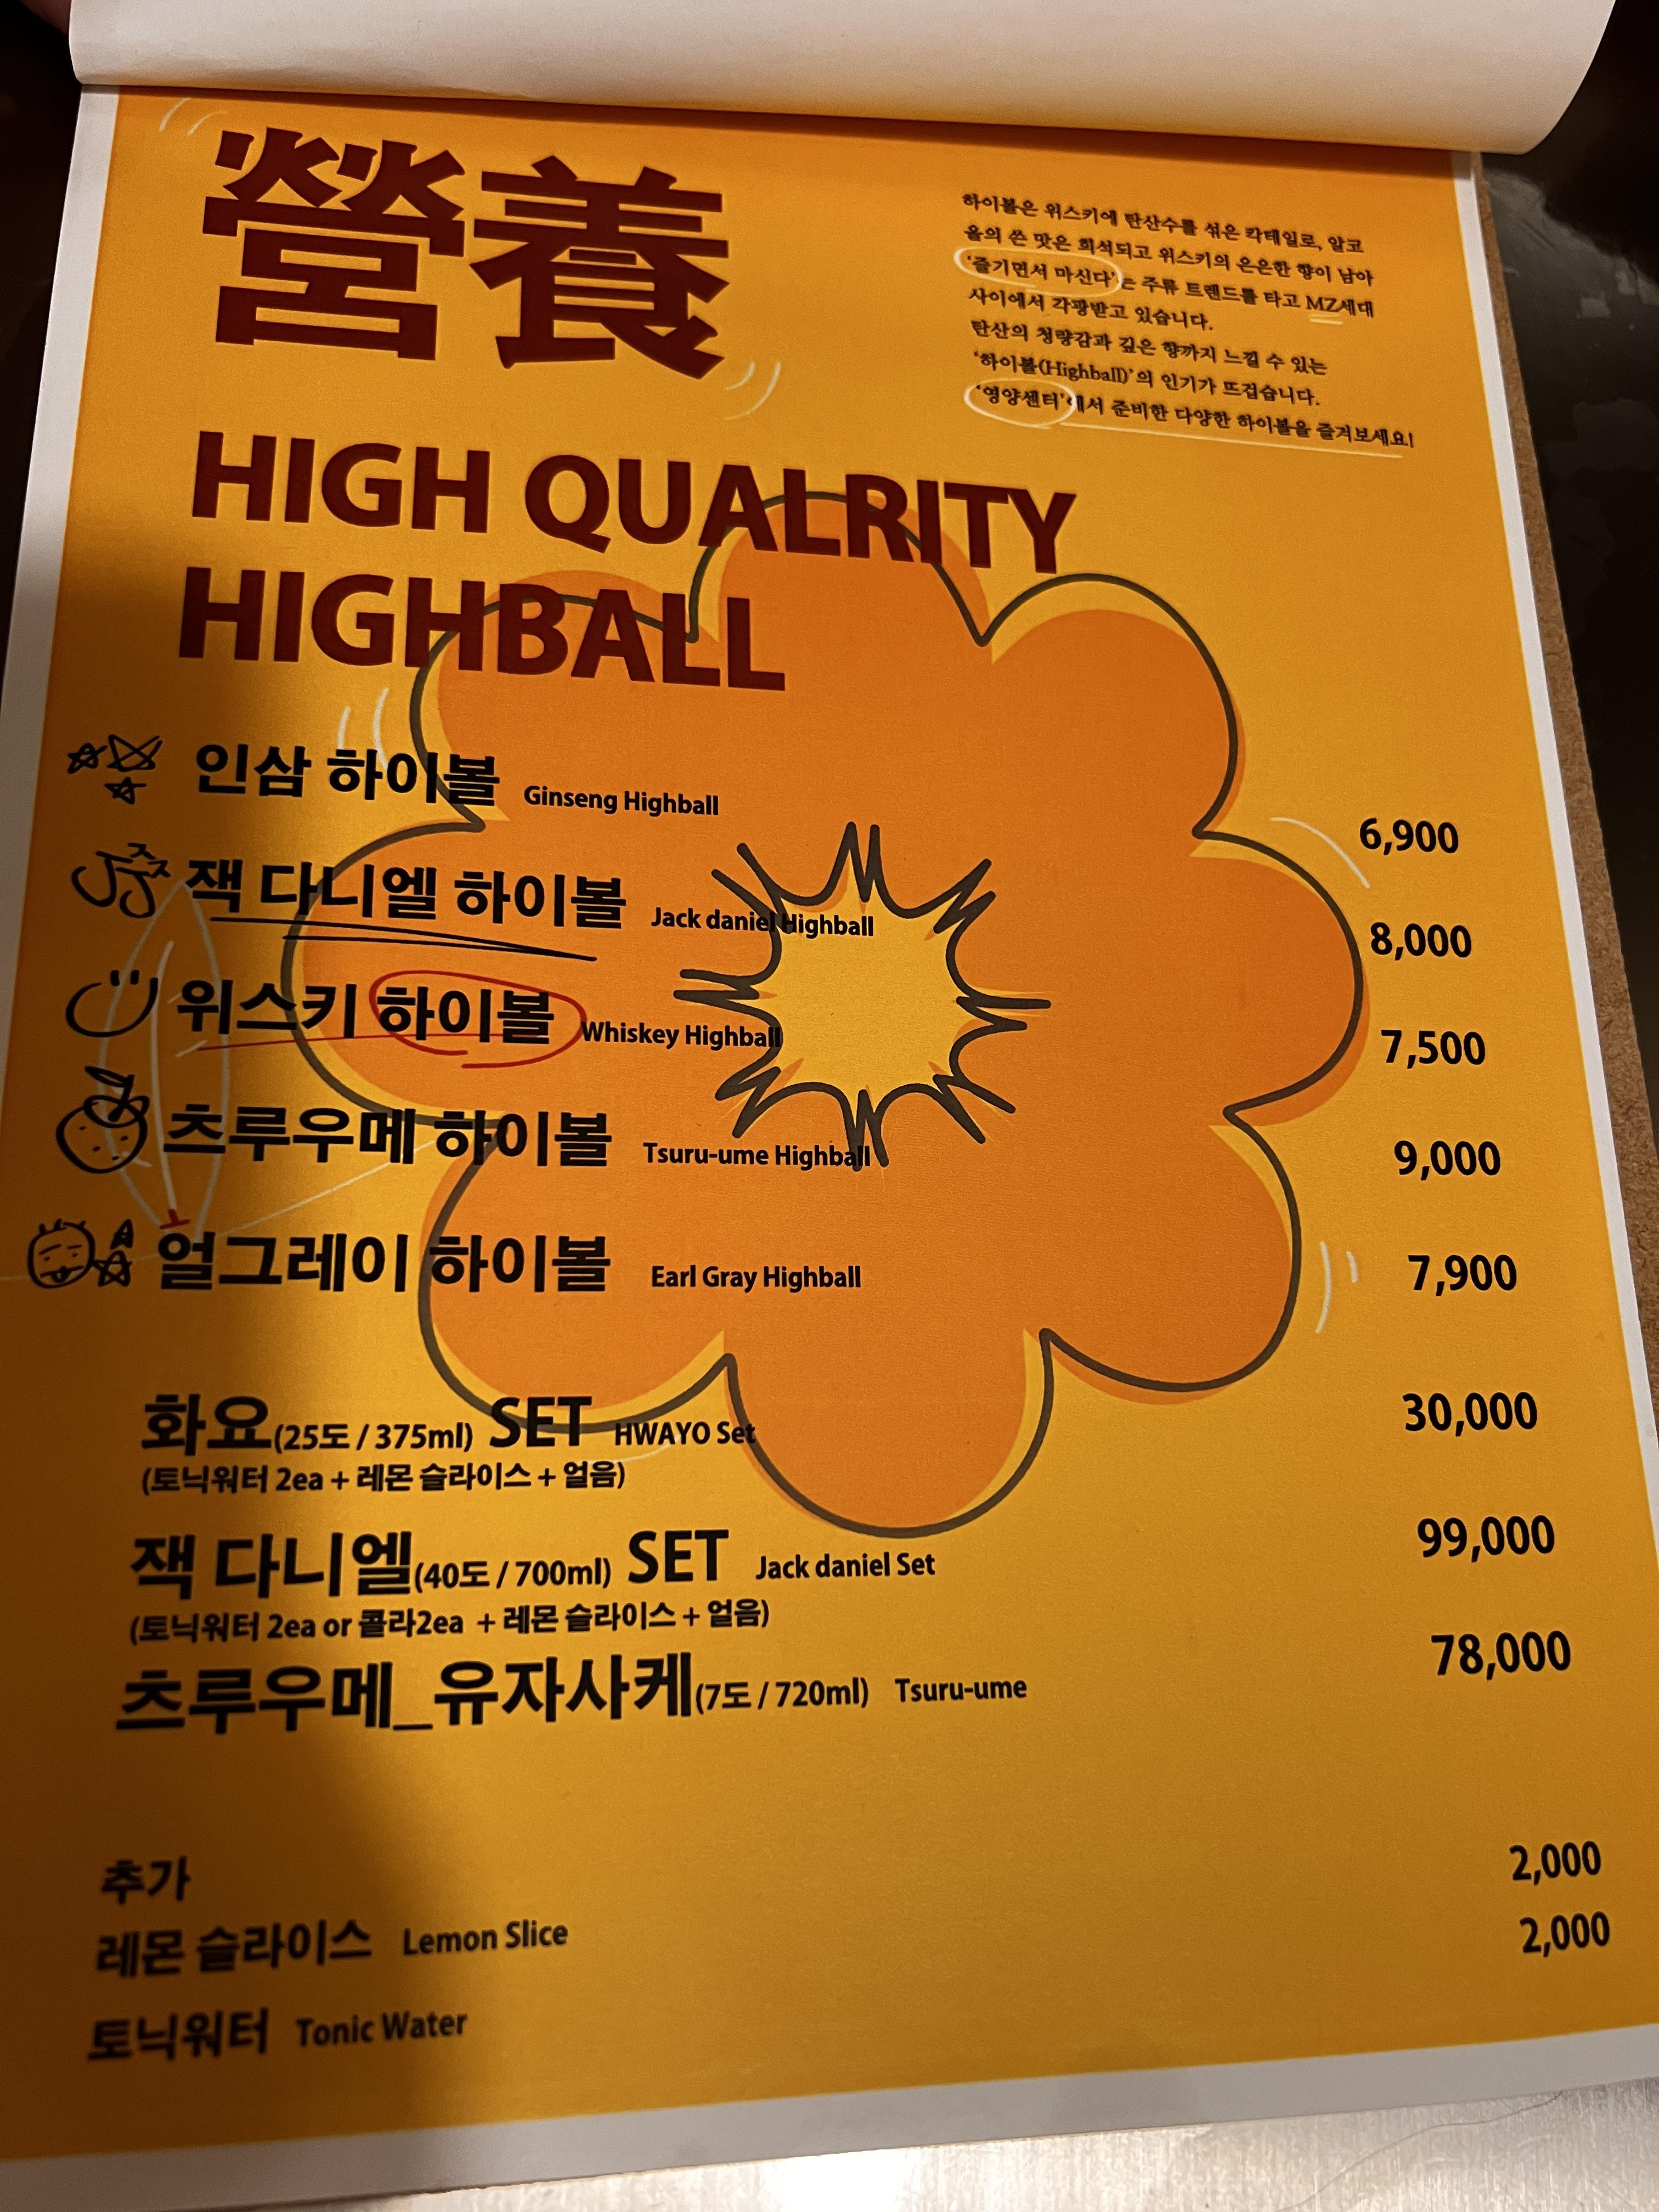 營養
하이볼은 위스키에 탄산수를 섞은 칵테일로, 알코
올의 쓴 맛은 희석되고 위스키의 은은한 향이 남아
'즐기면서 마신다'는 주류 트렌드를 타고 MZ세대
사이에서 각광받고 있습니다.
탄산의 청량감과 깊은 향까지 느낄 수 있는
'하이볼(Highball)'의 인기가 뜨겁습니다.
'영양센터'에서 준비한 다양한 하이볼을 즐겨보세요!
HIGH QUALRITY
HIGHBALL
인삼 하이볼 Ginseng Highball 6,900
잭 다니엘 하이볼 Jack daniel Highball 8,000
위스키 하이볼 Whiskey Highball 7,500
츠루우메 하이볼 Tsuru-ume Highball 9,000
얼그레이 하이볼 Earl Gray Highball 7,900
화요(25도 / 375ml) SET HWAYO Set 30,000
(토닉워터 2ea + 레몬 슬라이스 + 얼음)
잭 다니엘(40도 / 700ml) SET Jack daniel Set 99,000
(토닉워터 2ea or 콜라2ea + 레몬 슬라이스 + 얼음)
츠루우메_유자사케(7도 / 720ml) Tsuru-ume 78,000
추가
레몬 슬라이스 Lemon Slice 2,000
토닉워터 Tonic Water 2,000